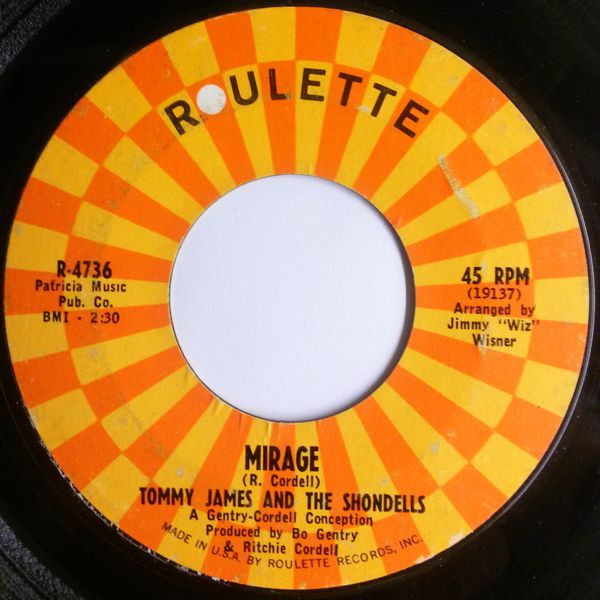 ROULETTE
R-4736
Patricia Music
Pub. Co.
BMI - 2:30
45 RPM
(19137)
Arranged by
Jimmy "Wiz"
Wisner
MIRAGE
(R. Cordell)
TOMMY JAMES AND THE SHONDELLS
A Gentry-Cordell Conception
Produced by Bo Gentry
& Ritchie Cordell
MADE IN U.S.A. BY ROULETTE RECORDS, INC.